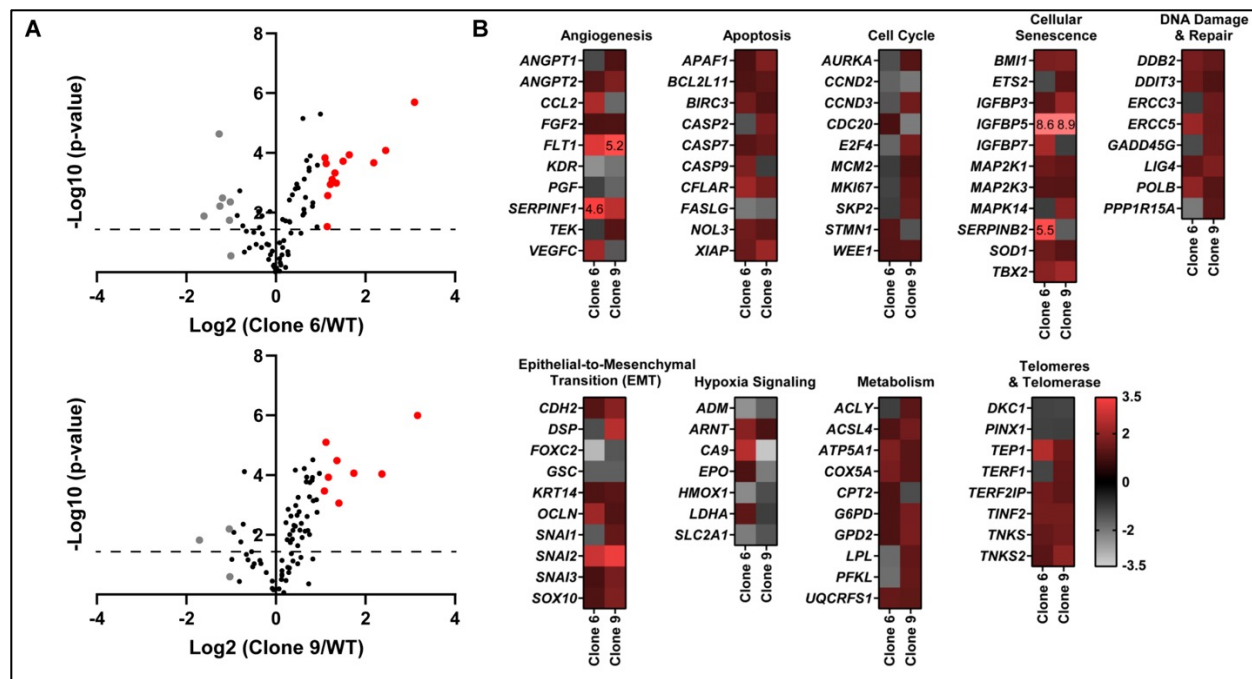 A
8
6
4
2
-4
-2
0
2
4
-Log10 (p-value)
Log2 (Clone 6/WT)
8
6
4
2
-4
-2
0
2
4
-Log10 (p-value)
Log2 (Clone 9/WT)
B
Angiogenesis
ANGPT1
ANGPT2
CCL2
FGF2
FLT1
5.2
KDR
PGF
SERPINF1
4.6
TEK
VEGFC
Clone 6
Clone 9
Apoptosis
APAF1
BCL2L11
BIRC3
CASP2
CASP7
CASP9
CFLAR
FASLG
NOL3
XIAP
Clone 6
Clone 9
Cell Cycle
AURKA
CCND2
CCND3
CDC20
E2F4
MCM2
MKI67
SKP2
STMN1
WEE1
Clone 6
Clone 9
Cellular
Senescence
BMI1
ETS2
IGFBP3
IGFBP5
8.6 8.9
IGFBP7
MAP2K1
MAP2K3
MAPK14
SERPINB2
5.5
SOD1
TBX2
Clone 6
Clone 9
DNA Damage
& Repair
DDB2
DDIT3
ERCC3
ERCC5
GADD45G
LIG4
POLB
PPP1R15A
Clone 6
Clone 9
Epithelial-to-Mesenchymal
Transition (EMT)
CDH2
DSP
FOXC2
GSC
KRT14
OCLN
SNAI1
SNAI2
SNAI3
SOX10
Clone 6
Clone 9
Hypoxia Signaling
ADM
ARNT
CA9
EPO
HMOX1
LDHA
SLC2A1
Clone 6
Clone 9
Metabolism
ACLY
ACSL4
ATP5A1
COX5A
CPT2
G6PD
GPD2
LPL
PFKL
UQCRFS1
Clone 6
Clone 9
Telomeres
& Telomerase
DKC1
PINX1
TEP1
TERF1
TERF2IP
TINF2
TNKS
TNKS2
Clone 6
Clone 9
3.5
2
0
-2
-3.5